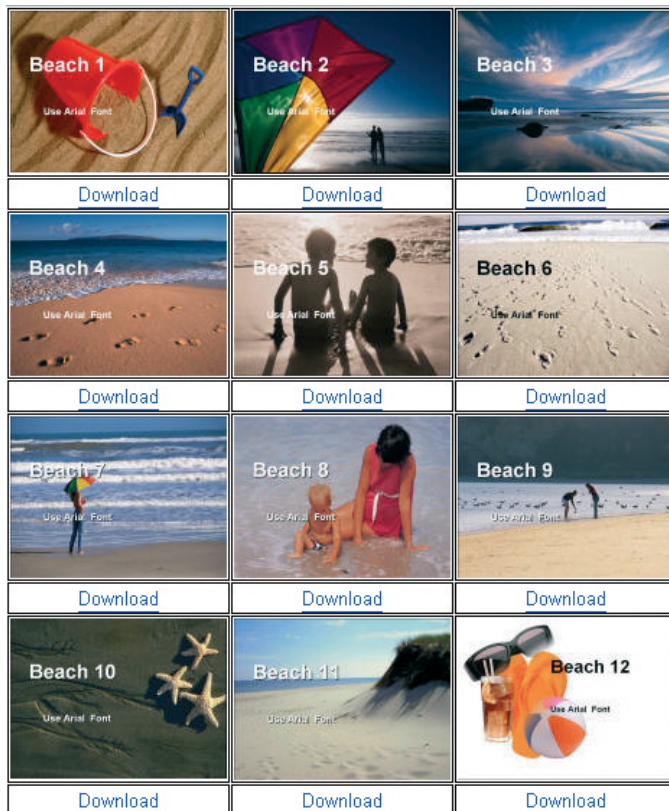 Beach 1
Use Arial Font
Beach 2
Use Arial Font
Beach 3
Use Arial Font
Download
Download
Download
Beach 4
Use Arial Font
Beach 5
Use Arial Font
Beach 6
Use Arial Font
Download
Download
Download
Beach 7
Use Arial Font
Beach 8
Use Arial Font
Beach 9
Use Arial Font
Download
Download
Download
Beach 10
Use Arial Font
Beach 11
Use Arial Font
Beach 12
Use Arial Font
Download
Download
Download